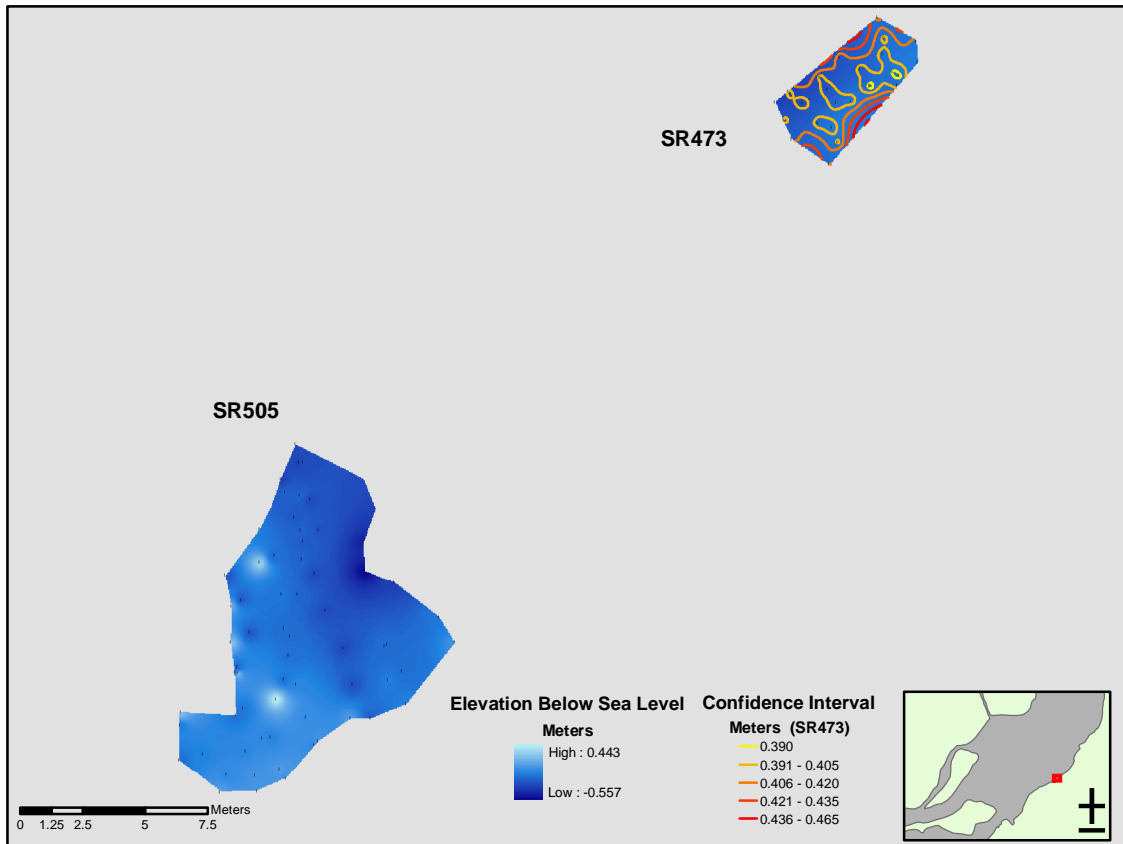 SR473
SR505
Elevation Below Sea Level
Meters
High : 0.443
Low : -0.557
Confidence Interval
Meters (SR473)
0.390
0.391 - 0.405
0.406 - 0.420
0.421 - 0.435
0.436 - 0.465
Meters
0 1.25 2.5 5 7.5